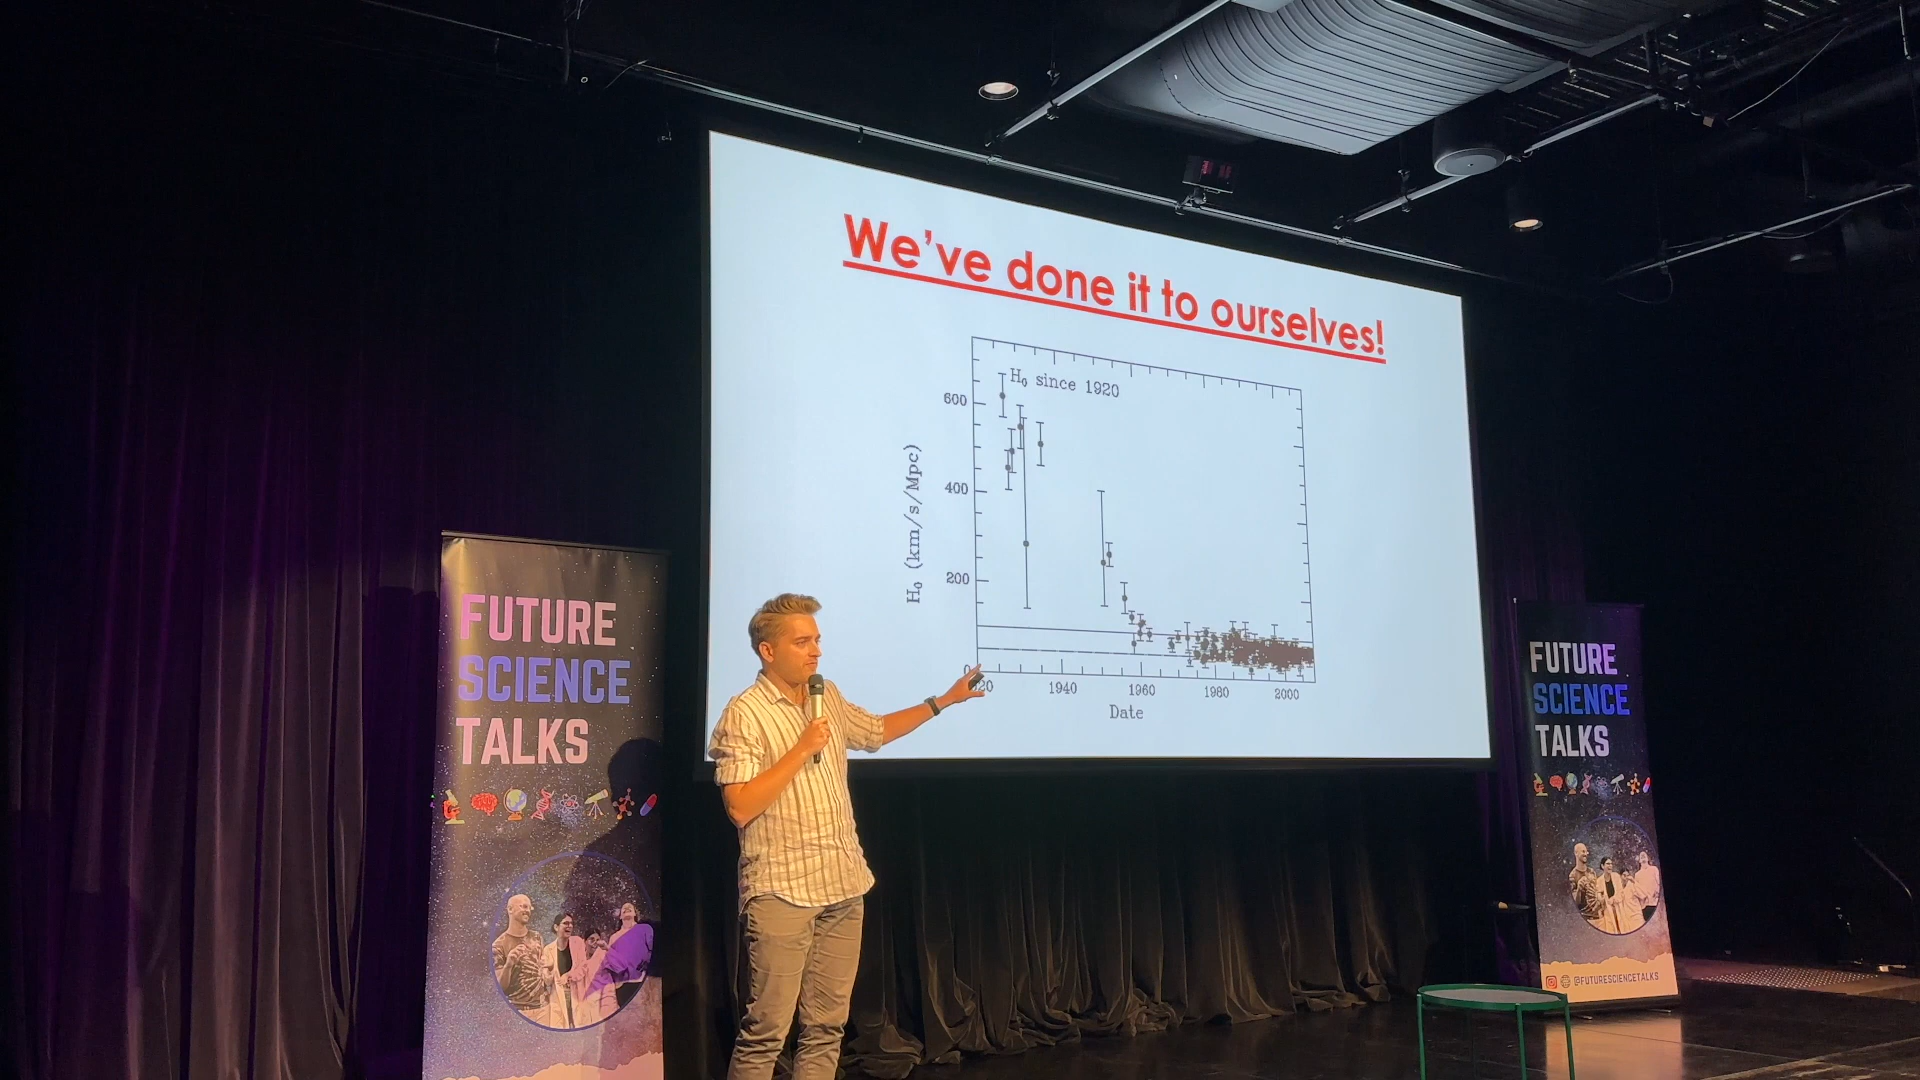 We've done it to ourselves!
H₀ since 1920
600
400
200
0
H₀ (km/s/Mpc)
20
1940
1960
1980
2000
Date
FUTURE
SCIENCE
TALKS
FUTURE
SCIENCE
TALKS
@FUTURESCIENCETALKS